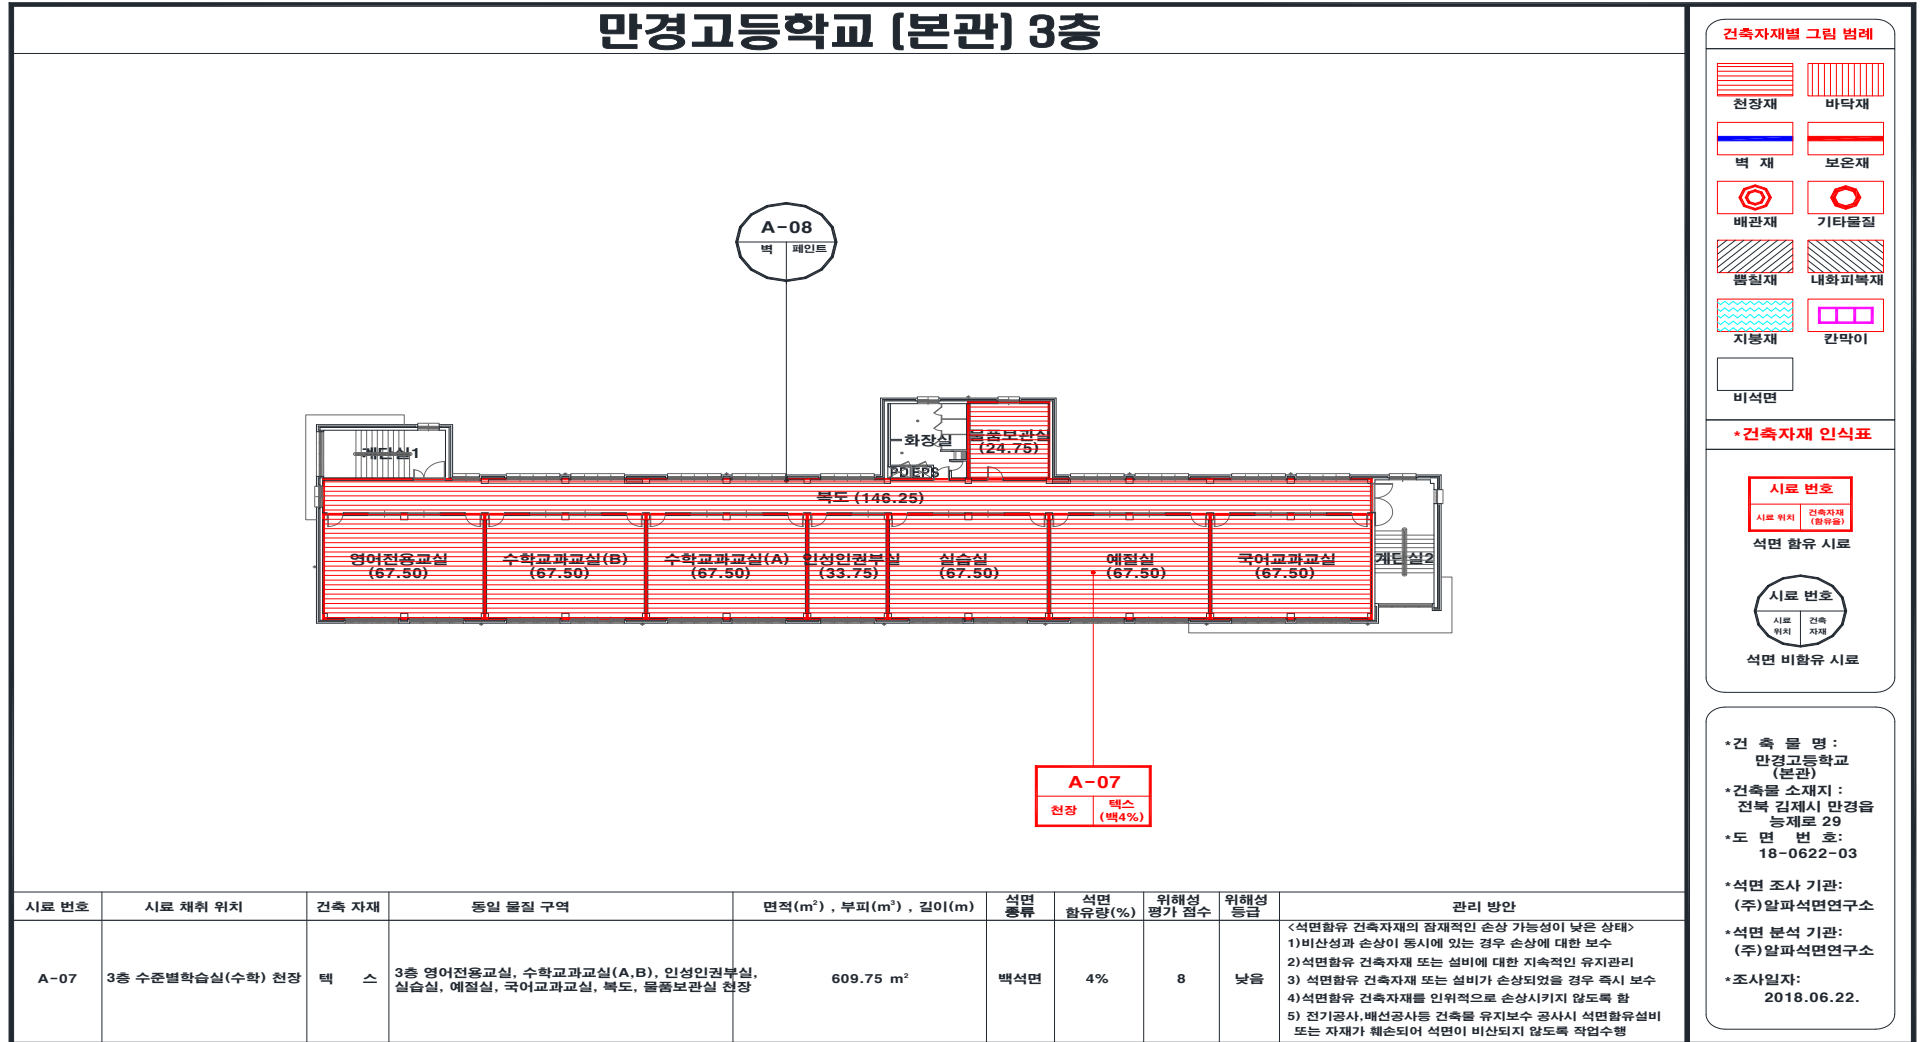 만경고등학교 (본관) 3층
A-08
벽 페인트
계단실1
화장실
PDEPS
물품보관실
(24.75)
복도 (146.25)
영어전용교실
(67.50)
수학교과교실(B)
(67.50)
수학교과교실(A)
(67.50)
인성인권부실
(33.75)
실습실
(67.50)
예절실
(67.50)
국어교과교실
(67.50)
계단실2
A-07
천장 텍스
(백4%)
시료 번호 시료 채취 위치 건축 자재 동일 물질 구역 면적(m²) , 부피(m³) , 길이(m) 석면 종류 석면 함유량(%) 위해성 평가 점수 위해성 등급 관리 방안
A-07 3층 수준별학습실(수학) 천장 텍 스 3층 영어전용교실, 수학교과교실(A,B), 인성인권부실,
실습실, 예절실, 국어교과교실, 복도, 물품보관실 천장
609.75 m² 백석면 4% 8 낮음
<석면함유 건축자재의 잠재적인 손상 가능성이 낮은 상태>
1)비산성과 손상이 동시에 있는 경우 손상에 대한 보수
2)석면함유 건축자재 또는 설비에 대한 지속적인 유지관리
3) 석면함유 건축자재 또는 설비가 손상되었을 경우 즉시 보수
4)석면함유 건축자재를 인위적으로 손상시키지 않도록 함
5) 전기공사,배선공사등 건축물 유지보수 공사시 석면함유설비
또는 자재가 훼손되어 석면이 비산되지 않도록 작업수행
건축자재별 그림 범례
천장재 바닥재
벽 재 보온재
배관재 기타물질
뿜칠재 내화피복재
지붕재 칸막이
비석면
*건축자재 인식표
시료 번호
시료 위치 건축자재
(함유율)
석면 함유 시료
시료 번호
시료 위치 건축 자재
석면 비함유 시료
*건 축 물 명 :
만경고등학교
(본관)
*건축물 소재지 :
전북 김제시 만경읍
능제로 29
*도 면 번 호:
18-0622-03
*석면 조사 기관:
(주)알파석면연구소
*석면 분석 기관:
(주)알파석면연구소
*조사일자:
2018.06.22.